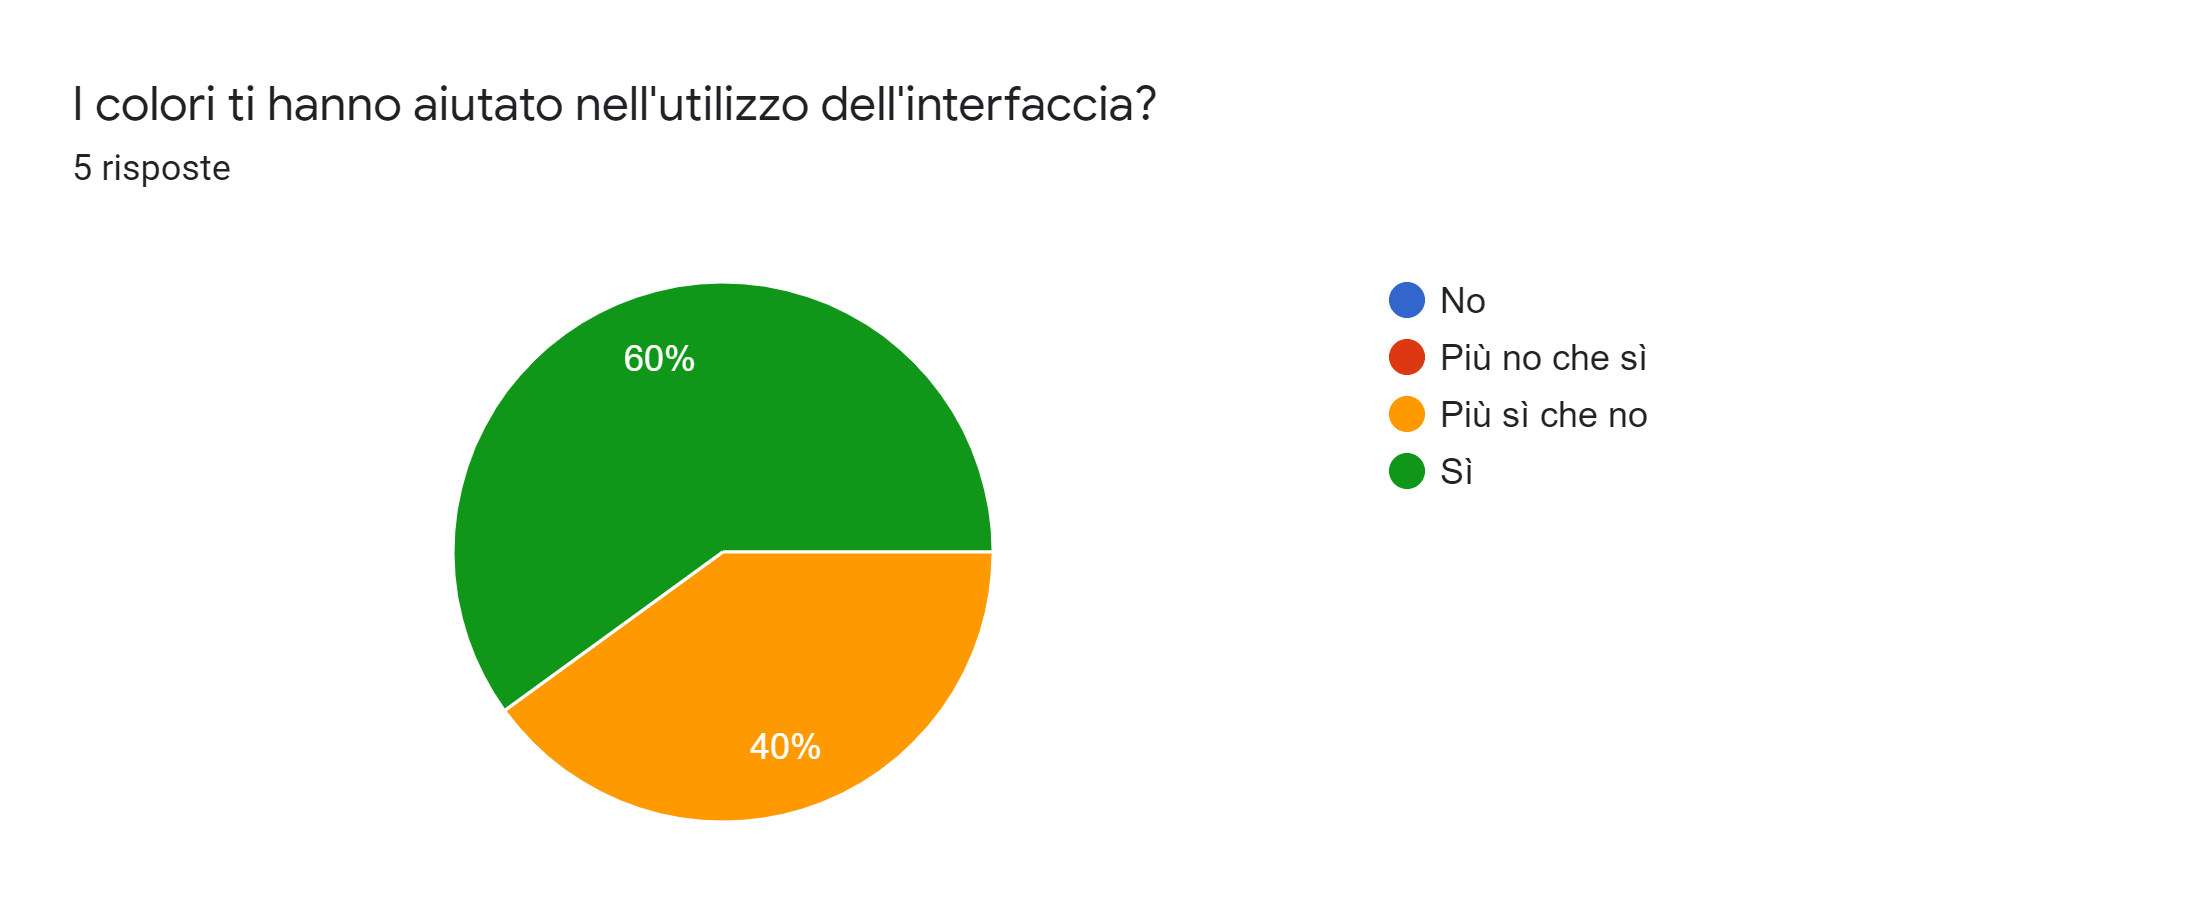 I colori ti hanno aiutato nell'utilizzo dell'interfaccia?
5 risposte
60%
40%
No
Più no che sì
Più sì che no
Sì